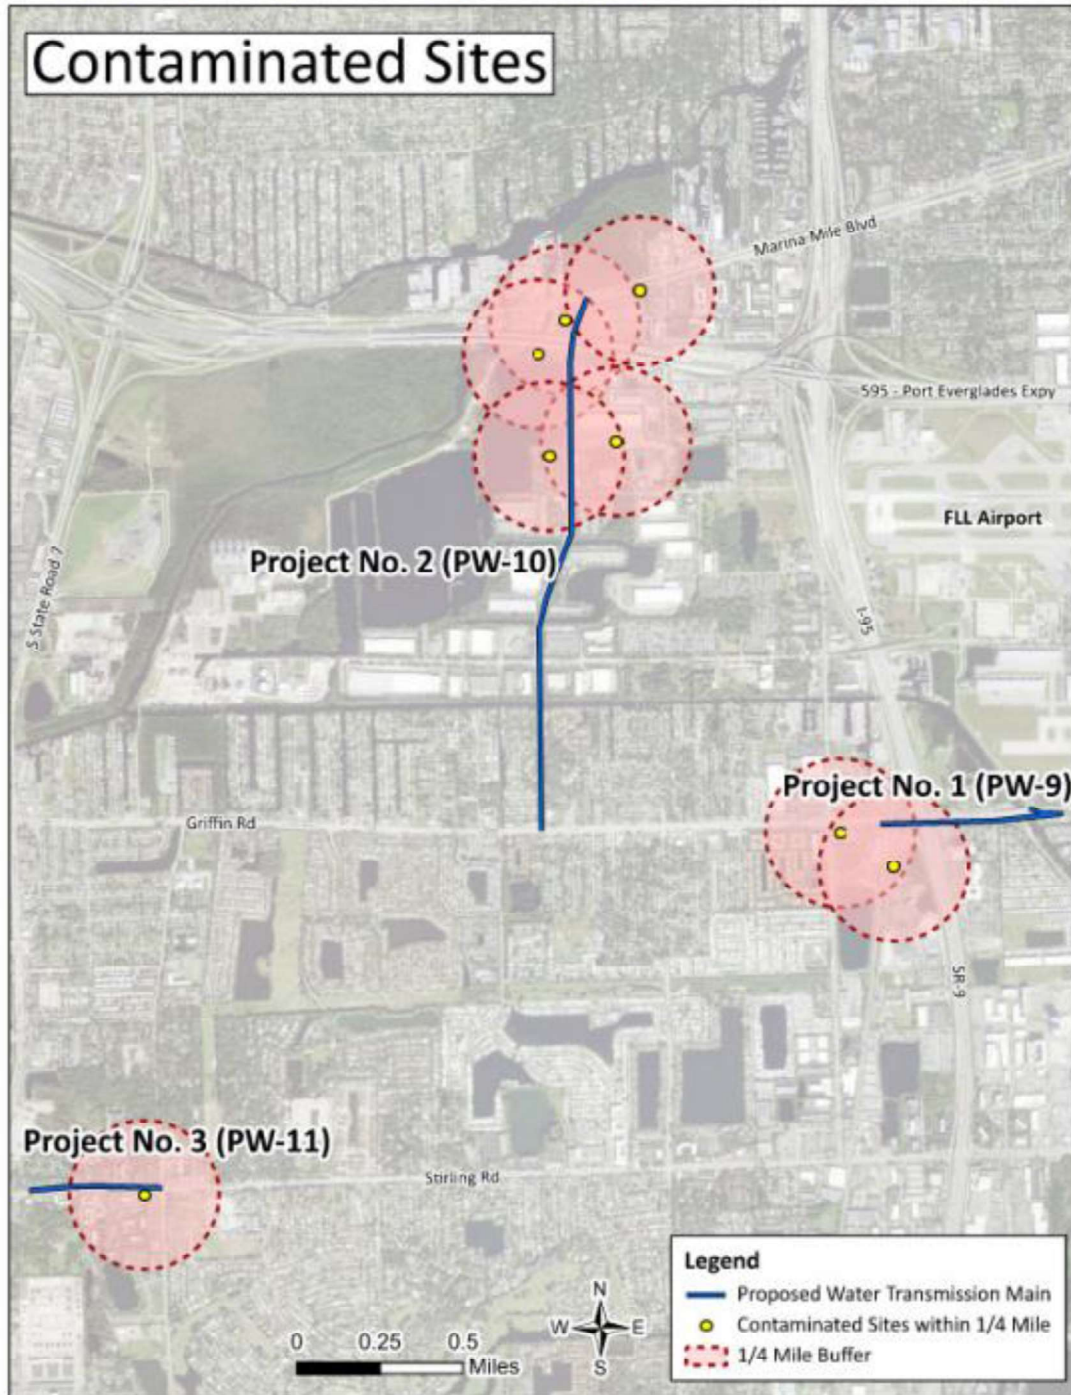 Contaminated Sites
Marina Mile Blvd
595 - Port Everglades Expy
FLL Airport
Project No. 2 (PW-10)
S State Road 7
I-95
Project No. 1 (PW-9)
Griffin Rd
SR-9
Project No. 3 (PW-11)
Stirling Rd
N
W E
S
0 0.25 0.5
Miles
Legend
Proposed Water Transmission Main
Contaminated Sites within 1/4 Mile
1/4 Mile Buffer